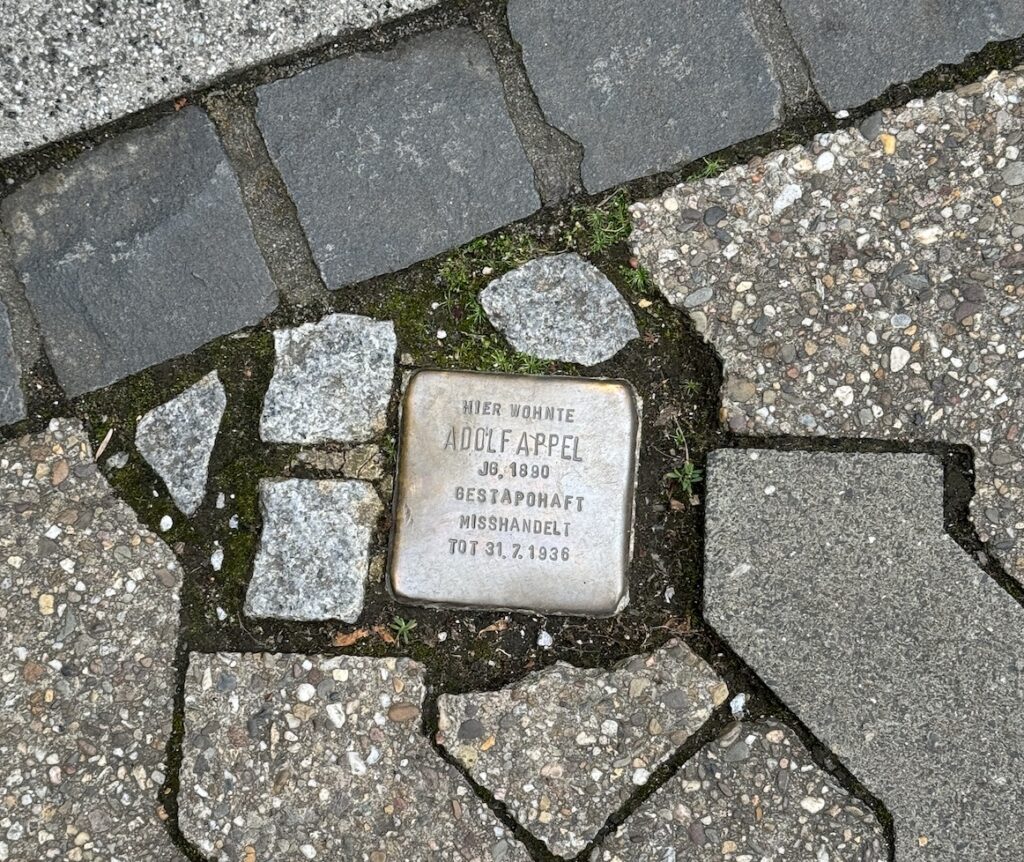 HIER WOHNTE
ADOLF APPEL
JG. 1890
GESTAPOHAFT
MISSHANDELT
TOT 31.7.1936